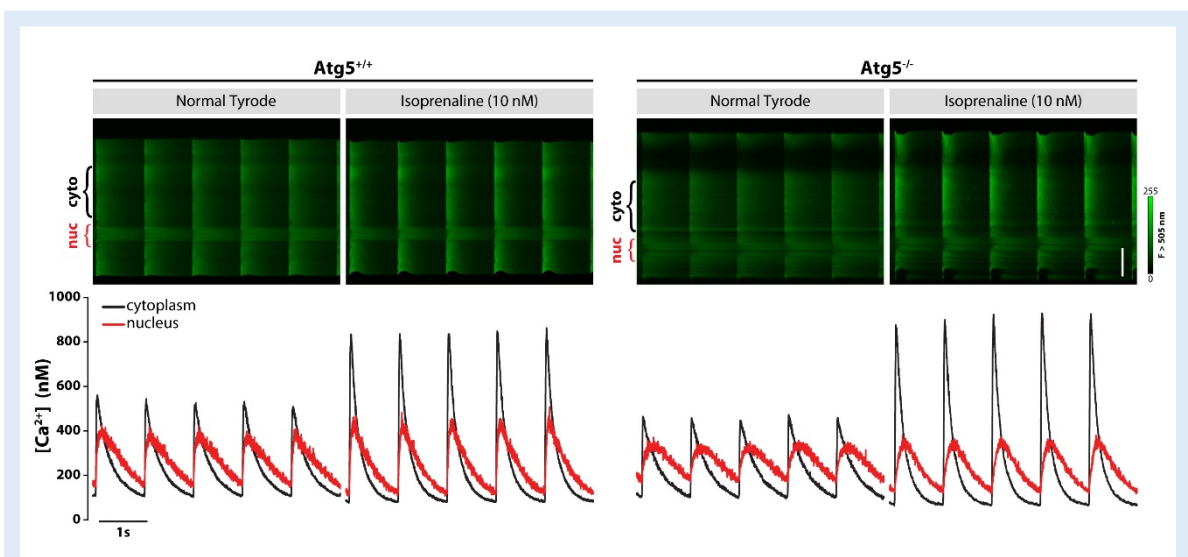 Atg5+/+
Atg5-/-
Normal Tyrode
Isoprenaline (10 nM)
Normal Tyrode
Isoprenaline (10 nM)
cyto
nuc
cyto
nuc
255
0
F > 505 nm
[Ca2+] (nM)
1000
800
600
400
200
0
cytoplasm
nucleus
1s